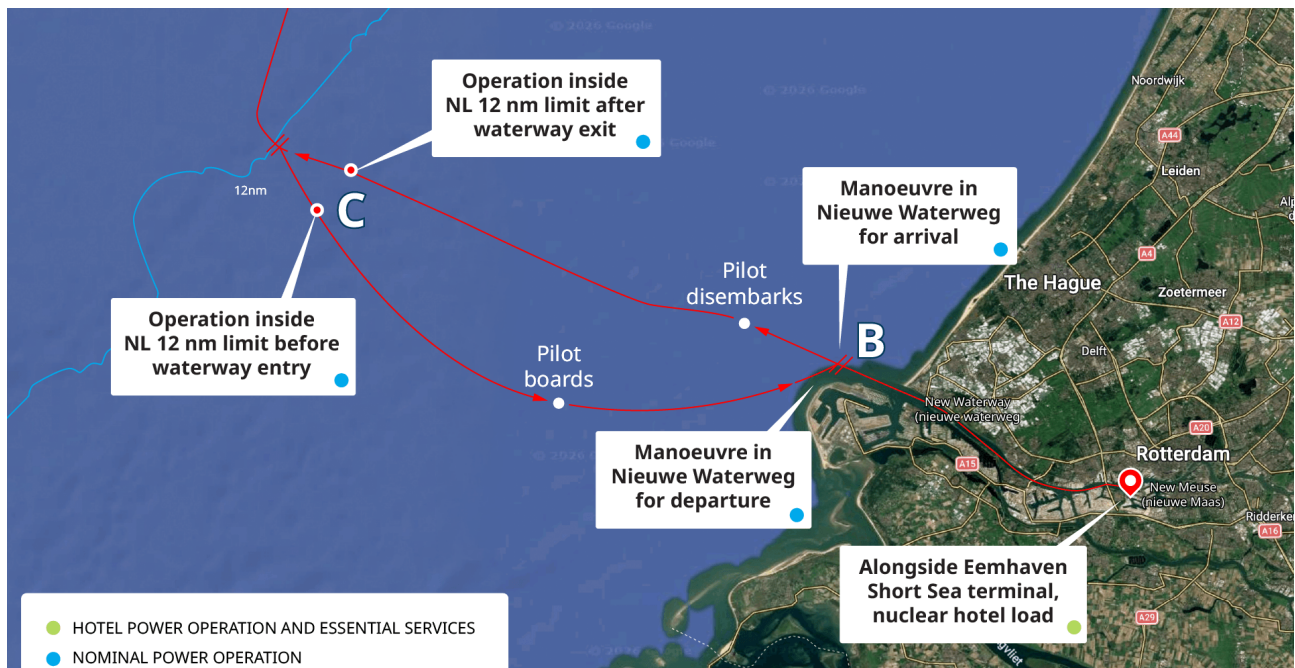 © 2026 Google
Operation inside
NL 12 nm limit after
waterway exit
Noordwijk
A44
Leiden
12nm
C
Manoeuvre in
Nieuwe Waterweg
for arrival
A4
The Hague
Zoetermeer
A12
Pilot
disembarks
Operation inside
NL 12 nm limit before
waterway entry
Pilot
boards
B
Delft
New Waterway
(nieuwe waterweg
A20
Manoeuvre in
Nieuwe Waterweg
for departure
A15
Rotterdam
New Meuse
(nieuwe Maas)
Ridderker
A16
Alongside Eemhaven
Short Sea terminal,
nuclear hotel load
A29
HOTEL POWER OPERATION AND ESSENTIAL SERVICES
NOMINAL POWER OPERATION